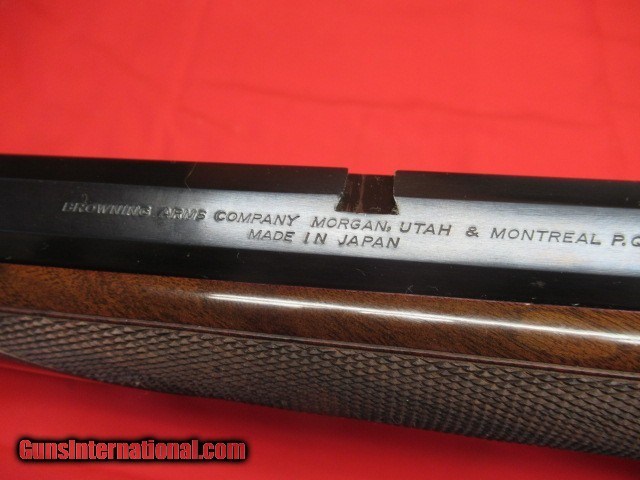 BROWNING ARMS COMPANY MORGAN, UTAH & MONTREAL P.Q
MADE IN JAPAN
GunsInternational.com